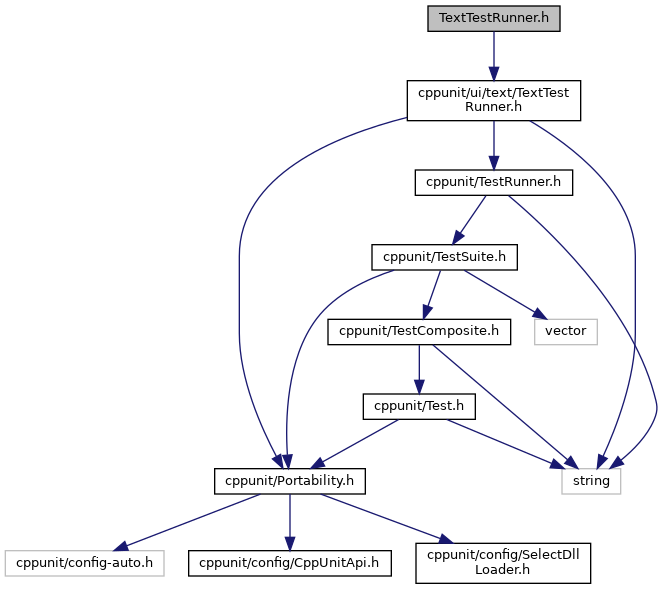 TextTestRunner.h
cppunit/ui/text/TextTest
Runner.h
cppunit/TestRunner.h
cppunit/TestSuite.h
cppunit/TestComposite.h
vector
cppunit/Test.h
cppunit/Portability.h
string
cppunit/config-auto.h
cppunit/config/CppUnitApi.h
cppunit/config/SelectDll
Loader.h